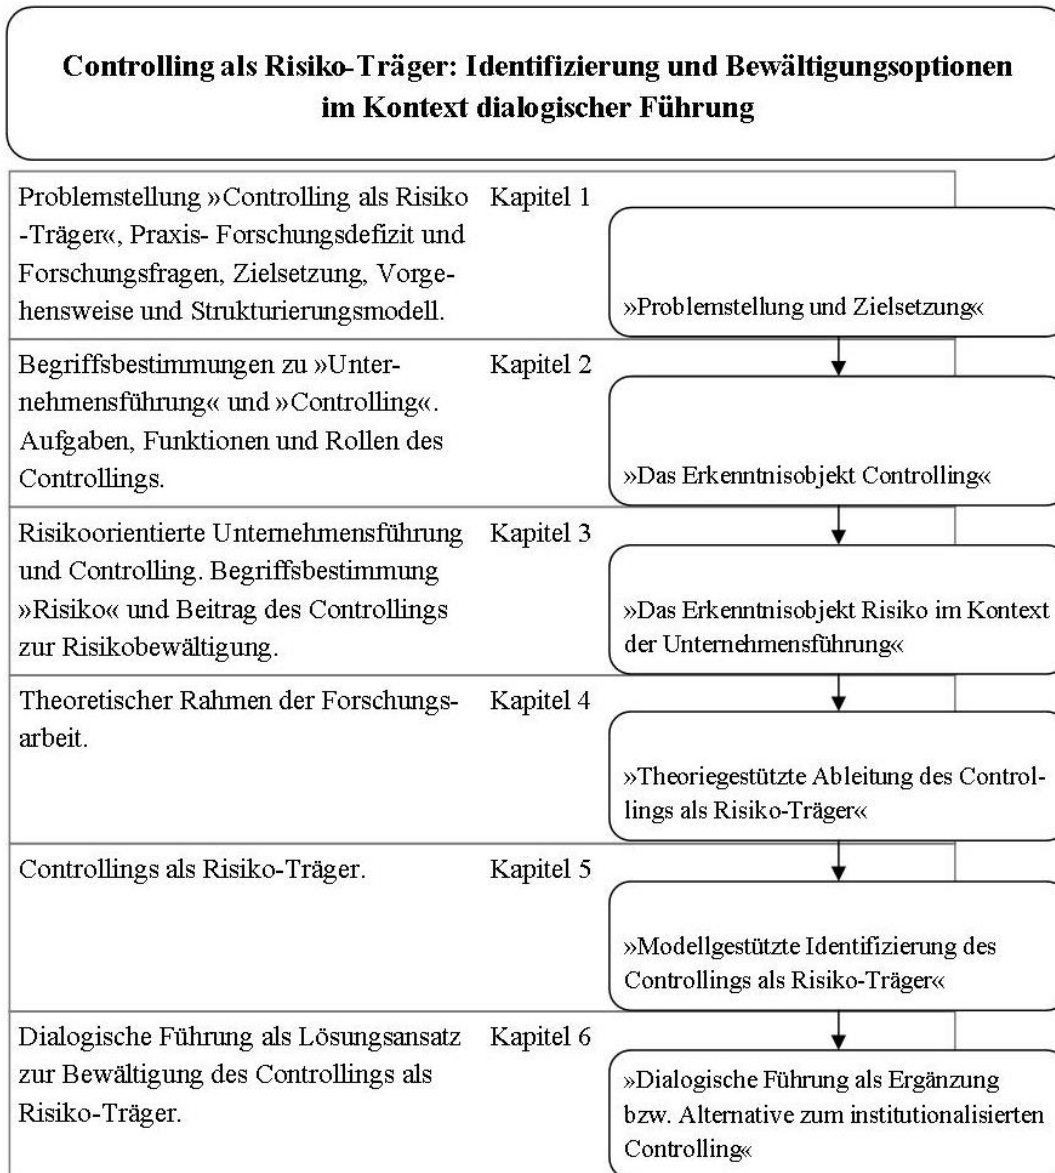 Controlling als Risiko-Träger: Identifizierung und Bewältigungsoptionen
im Kontext dialogischer Führung
Problemstellung »Controlling als Risiko
-Träger«, Praxis- Forschungsdefizit und
Forschungsfragen, Zielsetzung, Vorge-
hensweise und Strukturierungsmodell.
Kapitel 1
»Problemstellung und Zielsetzung«
Begriffsbestimmungen zu »Unter-
nehmensführung« und »Controlling«.
Aufgaben, Funktionen und Rollen des
Controllings.
Kapitel 2
»Das Erkenntnisobjekt Controlling«
Risikoorientierte Unternehmensführung
und Controlling. Begriffsbestimmung
»Risiko« und Beitrag des Controllings
zur Risikobewältigung.
Kapitel 3
»Das Erkenntnisobjekt Risiko im Kontext
der Unternehmensführung«
Theoretischer Rahmen der Forschungs-
arbeit.
Kapitel 4
»Theoriegestützte Ableitung des Control-
lings als Risiko-Träger«
Controllings als Risiko-Träger.
Kapitel 5
»Modellgestützte Identifizierung des
Controllings als Risiko-Träger«
Dialogische Führung als Lösungsansatz
zur Bewältigung des Controllings als
Risiko-Träger.
Kapitel 6
»Dialogische Führung als Ergänzung
bzw. Alternative zum institutionalisierten
Controlling«